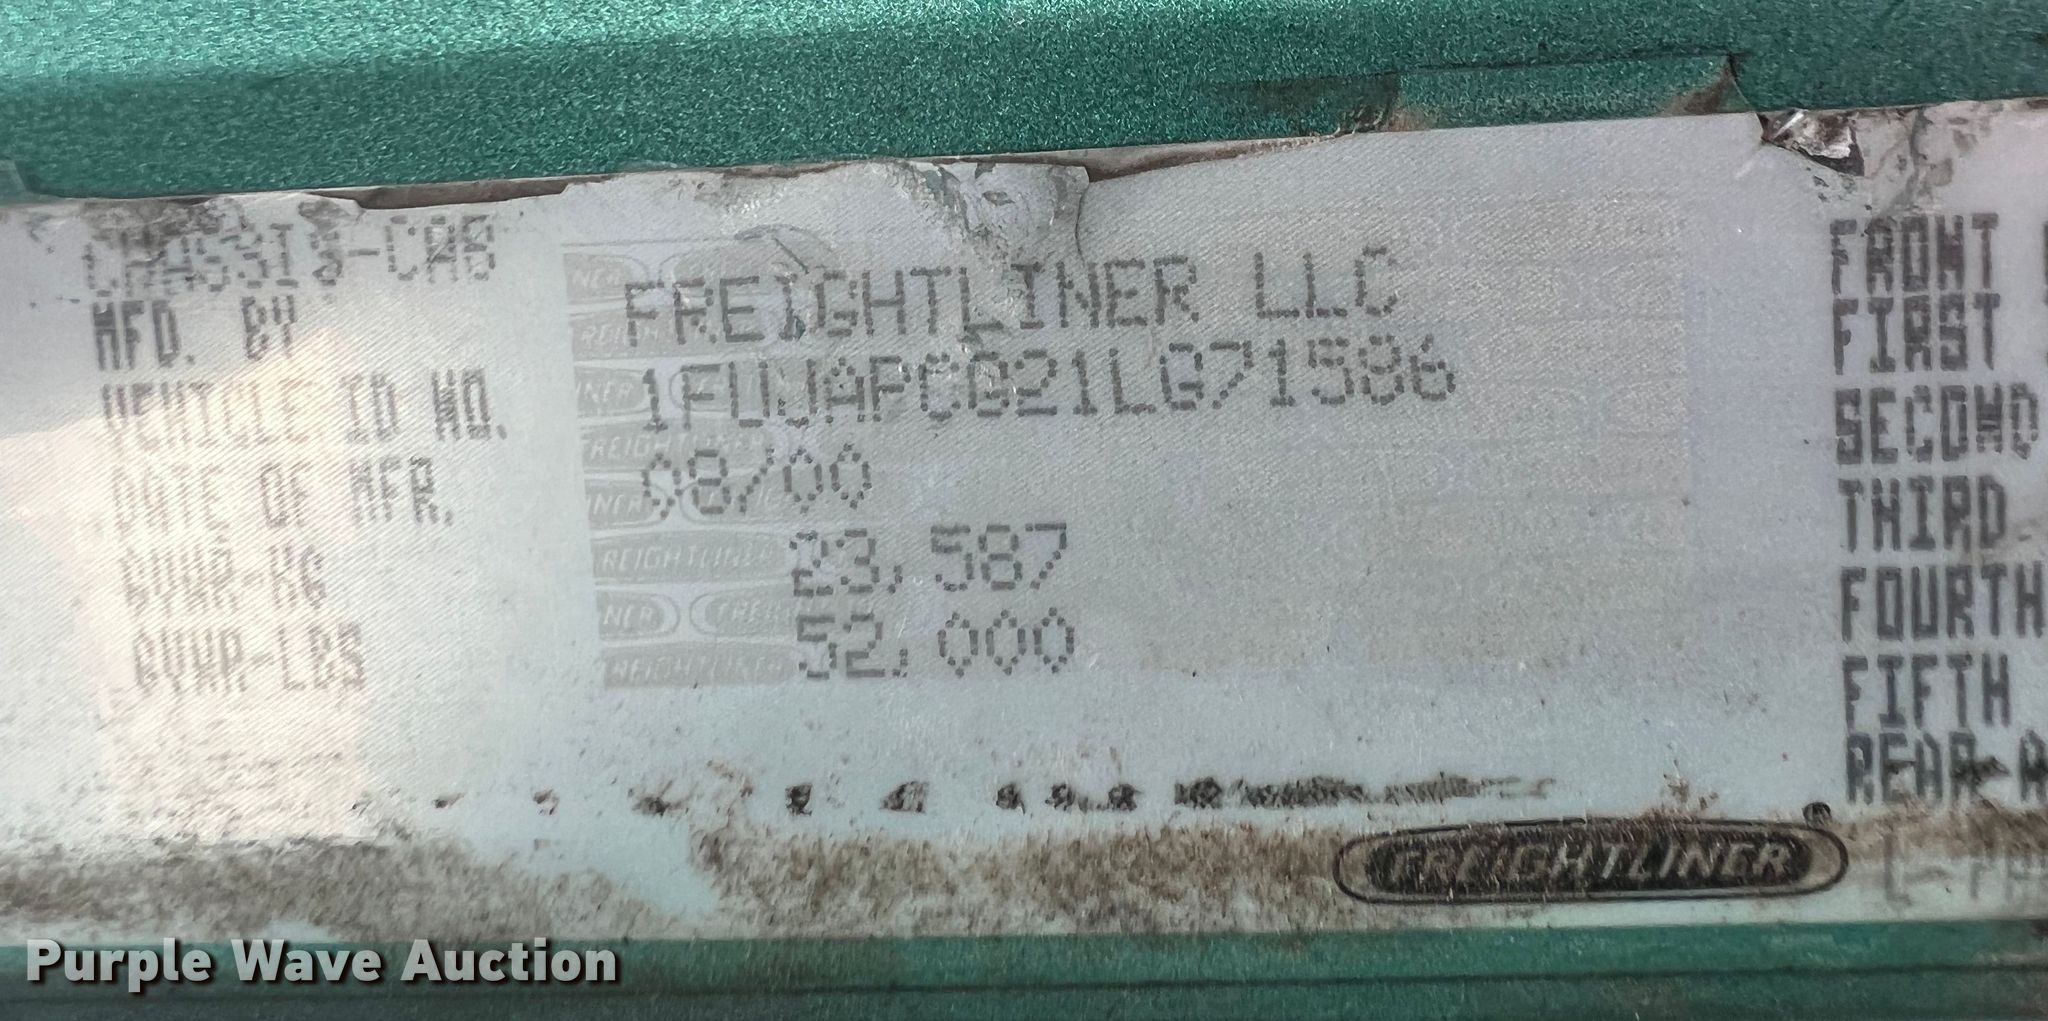 CHASSIS-CAB
MFD. BY FREIGHTLINER LLC
VEHICLE ID NO. 1FUJAPCG21LG71586
DATE OF MFR. 08/00
GVWR-KG 23,587
GVWR-LBS 52,000
FRONT
FIRST
SECOND
THIRD
FOURTH
FIFTH
REAR-A
FREIGHTLINER
Purple Wave Auction